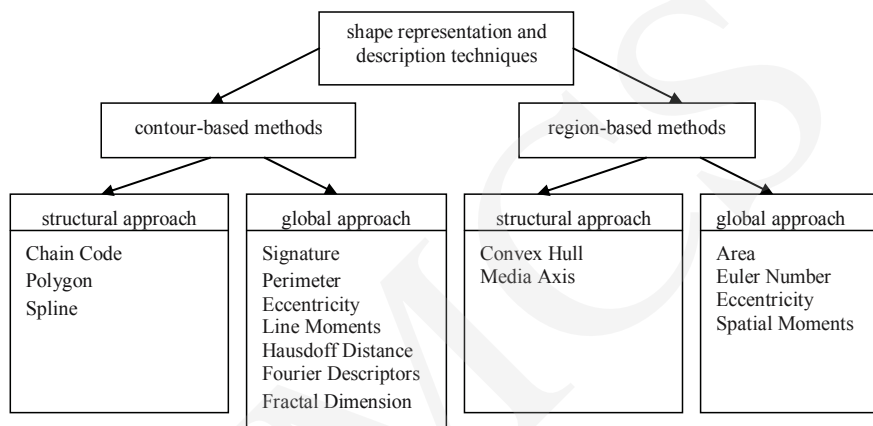 shape representation and
description techniques
contour-based methods
region-based methods
structural approach
Chain Code
Polygon
Spline
global approach
Signature
Perimeter
Eccentricity
Line Moments
Hausdoff Distance
Fourier Descriptors
Fractal Dimension
structural approach
Convex Hull
Media Axis
global approach
Area
Euler Number
Eccentricity
Spatial Moments